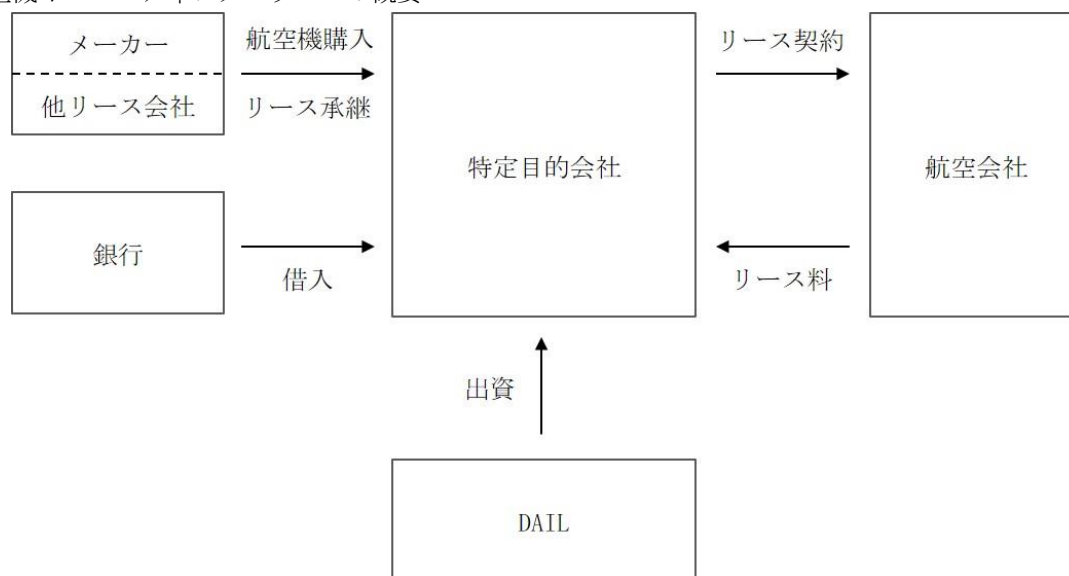 メーカー
他リース会社
航空機購入
リース承継
リース契約
特定目的会社
航空会社
銀行
借入
リース料
出資
DAIL